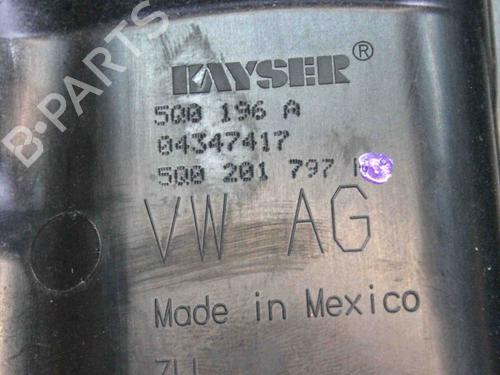 KAYSER®
5Q0 196 A
04347417
5Q0 201 797
VW AG
Made in Mexico
B-PARTS